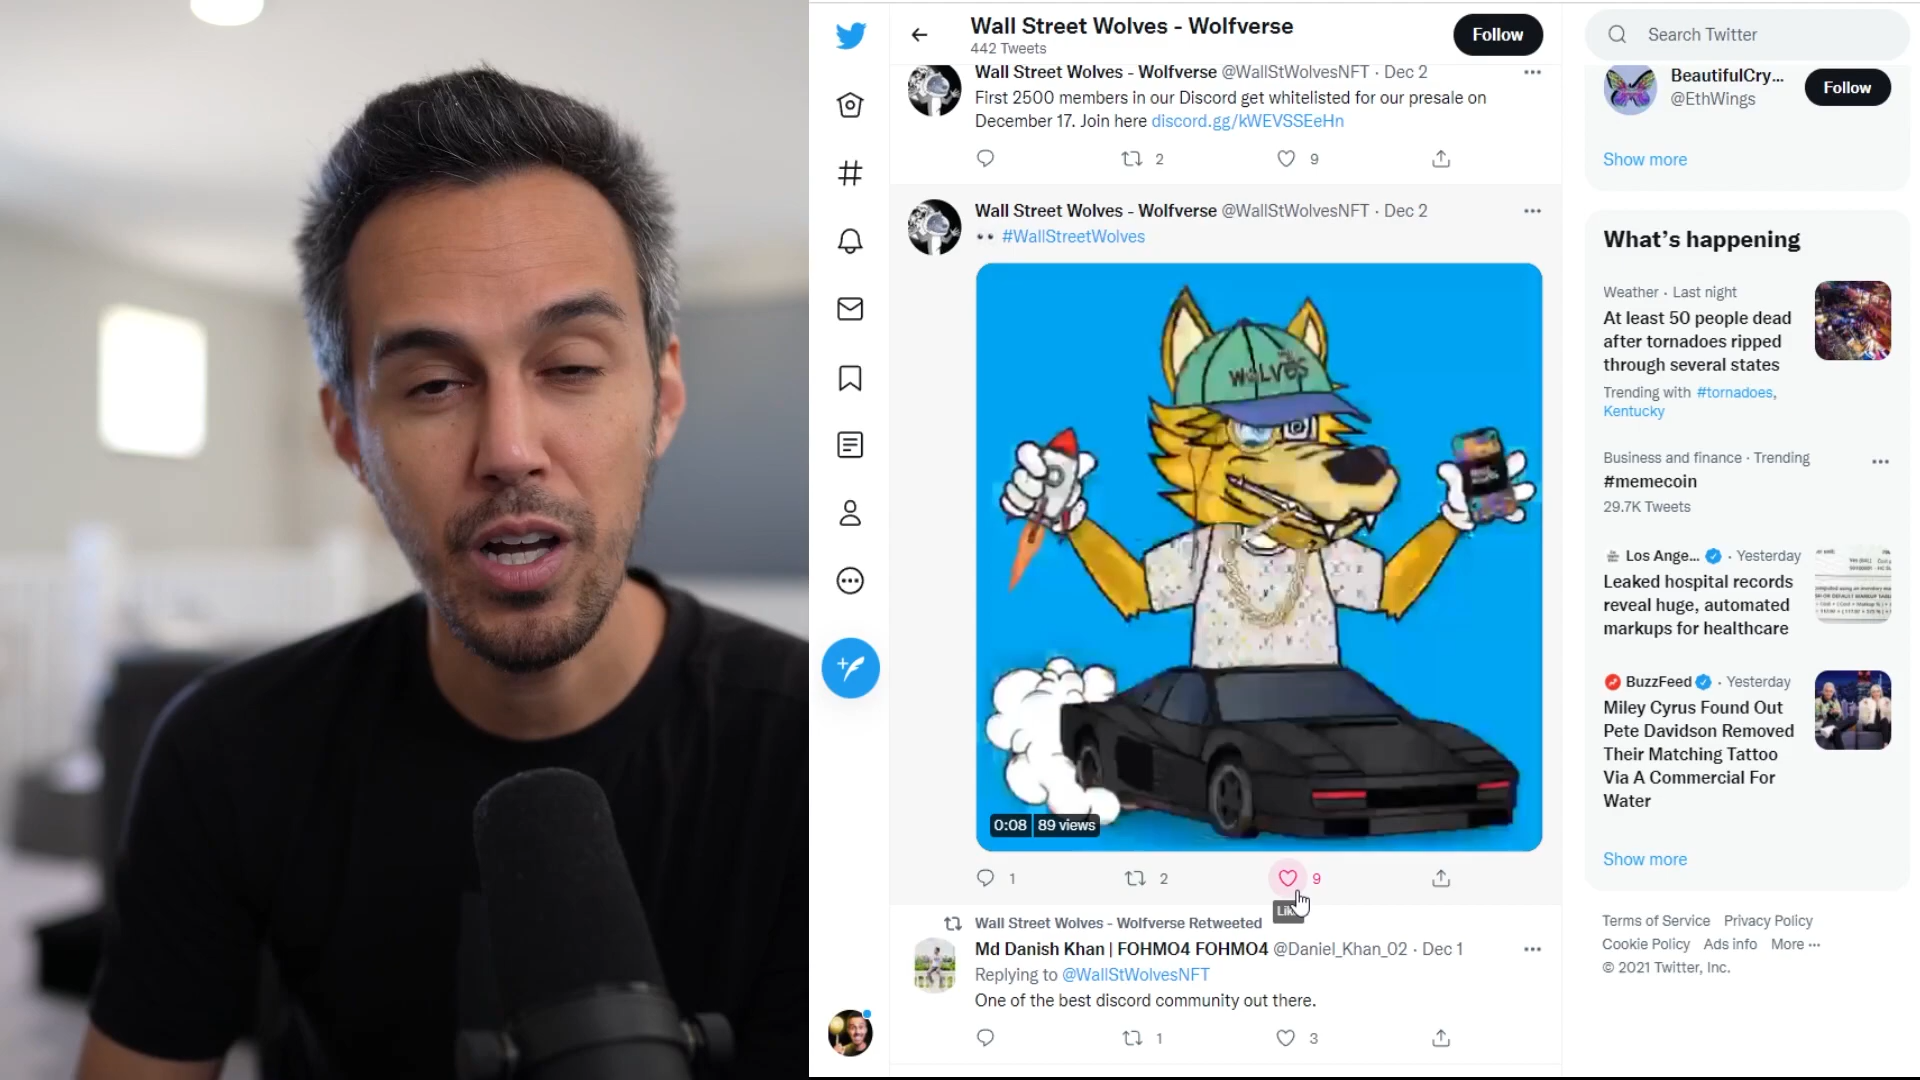 Wall Street Wolves - Wolfverse
442 Tweets
Follow
Search Twitter
Wall Street Wolves - Wolfverse @WallStWolvesNFT · Dec 2
First 2500 members in our Discord get whitelisted for our presale on
December 17. Join here discord.gg/kWEVSSEeHn
2
9
Wall Street Wolves - Wolfverse @WallStWolvesNFT · Dec 2
#WallStreetWolves
WOLVES
0:08
89 views
1
2
9
Wall Street Wolves - Wolfverse Retweeted
Md Danish Khan | FOHMO4 FOHMO4 @Daniel_Khan_02 · Dec 1
Replying to @WallStWolvesNFT
One of the best discord community out there.
1
3
BeautifulCry...
@EthWings
Follow
Show more
What's happening
Weather · Last night
At least 50 people dead
after tornadoes ripped
through several states
Trending with #tornadoes,
Kentucky
Business and finance · Trending
#memecoin
29.7K Tweets
Los Ange... · Yesterday
Leaked hospital records
reveal huge, automated
markups for healthcare
BuzzFeed · Yesterday
Miley Cyrus Found Out
Pete Davidson Removed
Their Matching Tattoo
Via A Commercial For
Water
Show more
Terms of Service Privacy Policy
Cookie Policy Ads info More ...
© 2021 Twitter, Inc.